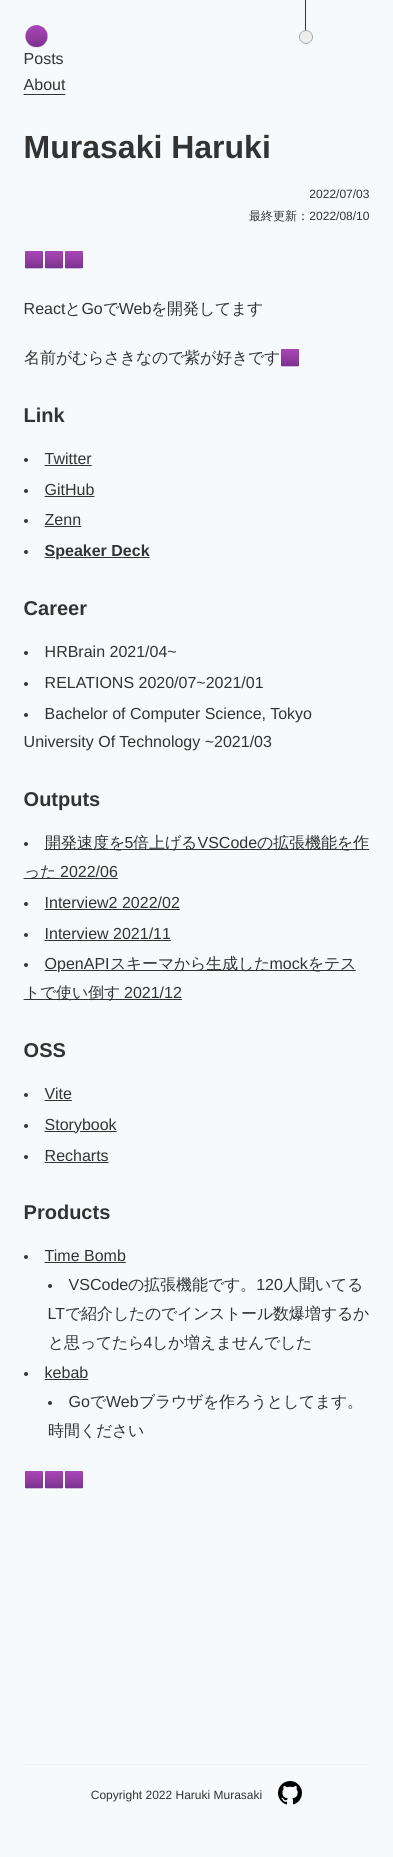 Posts
About
Murasaki Haruki
2022/07/03
最終更新：2022/08/10
ReactとGoでWebを開発してます
名前がむらさきなので紫が好きです
Link
Twitter
GitHub
Zenn
Speaker Deck
Career
HRBrain 2021/04~
RELATIONS 2020/07~2021/01
Bachelor of Computer Science, Tokyo
University Of Technology ~2021/03
Outputs
開発速度を5倍上げるVSCodeの拡張機能を作
った 2022/06
Interview2 2022/02
Interview 2021/11
OpenAPIスキーマから生成したmockをテス
トで使い倒す 2021/12
OSS
Vite
Storybook
Recharts
Products
Time Bomb
VSCodeの拡張機能です。120人聞いてる
LTで紹介したのでインストール数爆増するか
と思ってたら4しか増えませんでした
kebab
GoでWebブラウザを作ろうとしてます。
時間ください
Copyright 2022 Haruki Murasaki